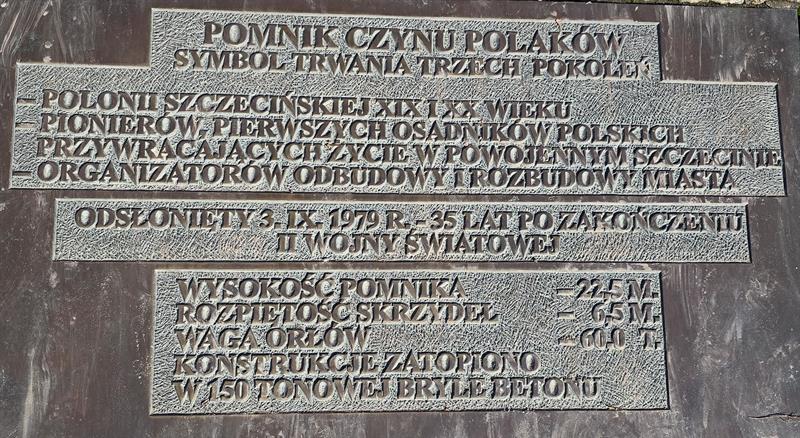 POMNIK CZYNU POLAKÓW
SYMBOL TRWANIA TRZECH POKOLEŃ
- POLONII SZCZECIŃSKIEJ XIX I XX WIEKU
- PIONIERÓW, PIERWSZYCH OSADNIKÓW POLSKICH
PRZYWRACAJĄCYCH ŻYCIE W POWOJENNYM SZCZECINIE
- ORGANIZATORÓW ODBUDOWY I ROZBUDOWY MIASTA
ODSŁONIĘTY 3. IX. 1979 R. - 35 LAT PO ZAKOŃCZENIU
II WOJNY ŚWIATOWEJ
WYSOKOŚĆ POMNIKA - 22,5 M.
ROZPIĘTOŚĆ SKRZYDEŁ - 6,5 M.
WAGA ORŁÓW - 60,0 T.
KONSTRUKCJĘ ZATOPIONO
W 150 TONOWEJ BRYLE BETONU